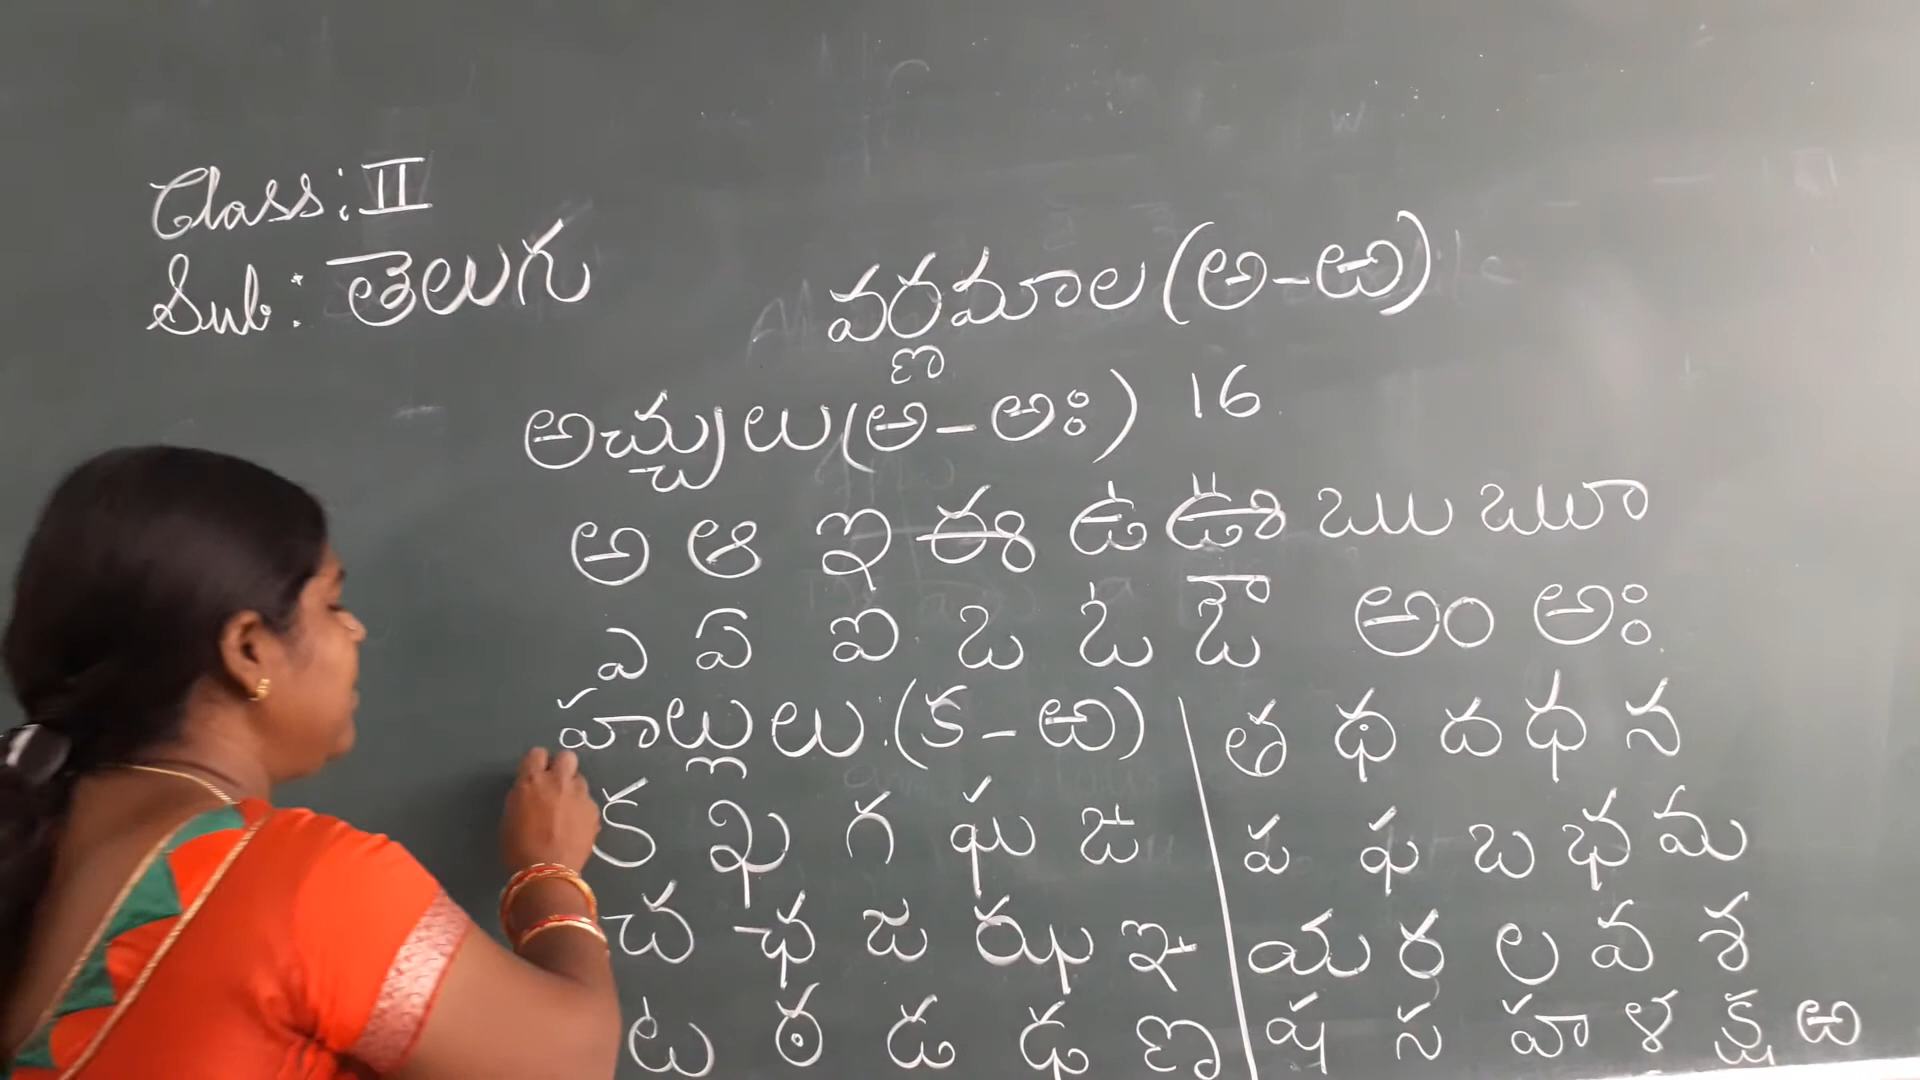 Class: II
Sub: తెలుగు
వర్ణమాల (అ-ఱ)
అచ్చులు (అ-అః) 16
అ ఆ ఇ ఈ ఉ ఊ ఋ ౠ
ఎ ఏ ఐ ఒ ఓ ఔ అం అః
హల్లులు (క-ఱ)
క ఖ గ ఘ ఙ
చ ఛ జ ఝ ఞ
ట ఠ డ ఢ ణ
త థ ద ధ న
ప ఫ బ భ మ
య ర ల వ శ
ష స హ ళ క్ష ఱ